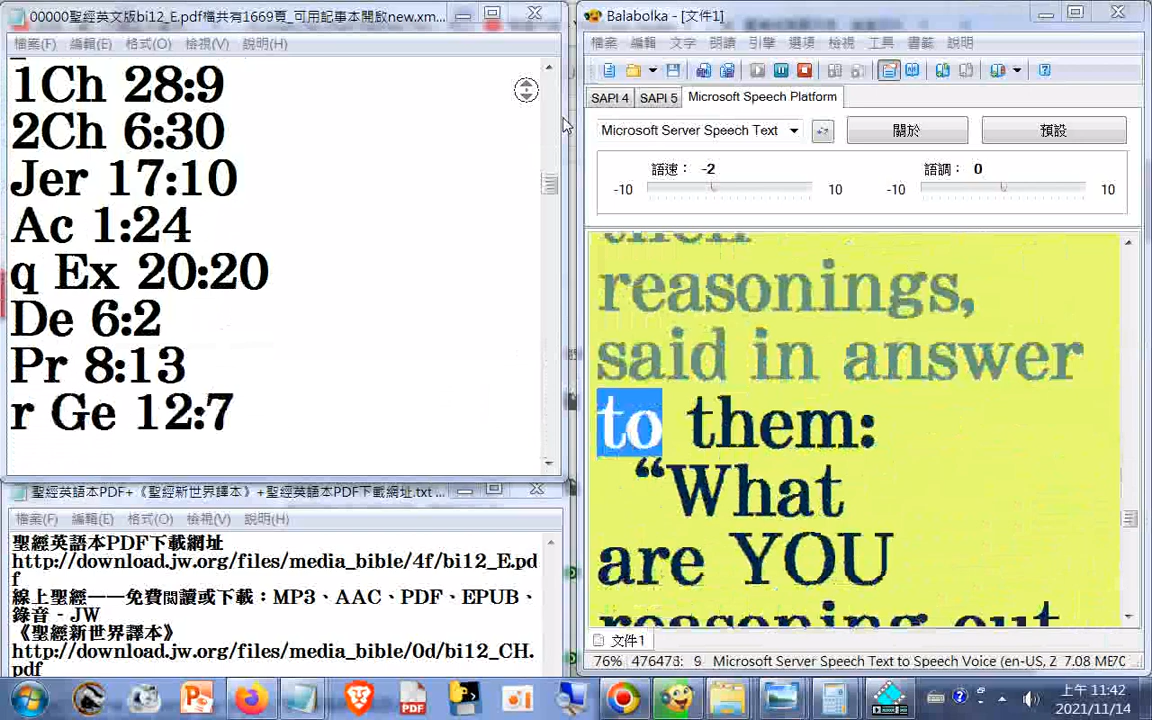 00000聖經英文版bi12_E.pdf檔共有1669頁_可用記事本開啟new.xm...
檔案(F) 編輯(E) 格式(O) 檢視(V) 說明(H)
1Ch 28:9
2Ch 6:30
Jer 17:10
Ac 1:24
q Ex 20:20
De 6:2
Pr 8:13
r Ge 12:7
聖經英語本PDF+《聖經新世界譯本》+聖經英語本PDF下載網址.txt ...
檔案(F) 編輯(E) 格式(O) 檢視(V) 說明(H)
聖經英語本PDF下載網址
http://download.jw.org/files/media_bible/4f/bi12_E.pd
f
線上聖經——免費閱讀或下載：MP3、AAC、PDF、EPUB、
錄音 - JW
《聖經新世界譯本》
http://download.jw.org/files/media_bible/0d/bi12_CH.
pdf
Balabolka - [文件1]
檔案 編輯 文字 朗讀 引擎 選項 檢視 工具 書籤 說明
SAPI 4 SAPI 5 Microsoft Speech Platform
Microsoft Server Speech Text 關於 預設
語速： -2 語調： 0
-10 10 -10 10
reasonings,
said in answer
to them:
“What
are YOU
reasoning out
文件1
76% 476473: 9 Microsoft Server Speech Text to Speech Voice (en-US, Z 7.08 ME
PDF
上午 11:42
2021/11/14